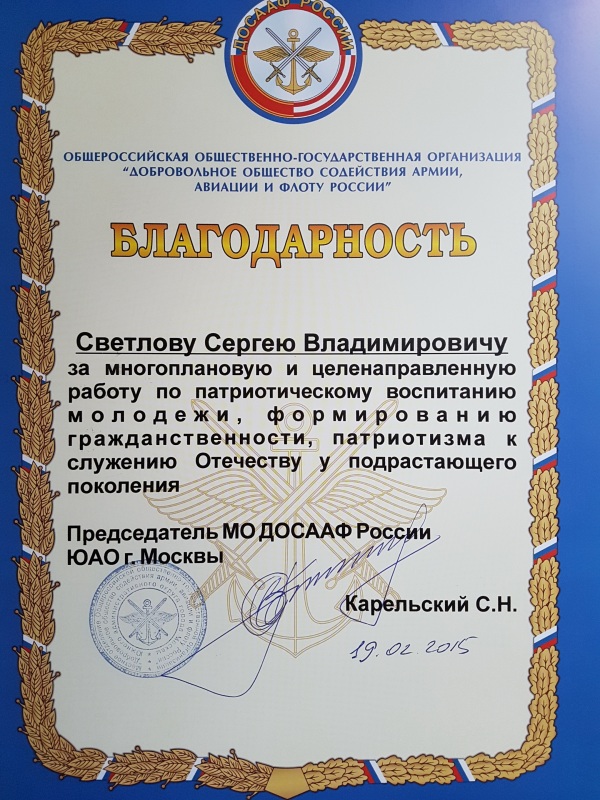 ДОСААФ РОССИИ
ОБЩЕРОССИЙСКАЯ ОБЩЕСТВЕННО-ГОСУДАРСТВЕННАЯ ОРГАНИЗАЦИЯ
"ДОБРОВОЛЬНОЕ ОБЩЕСТВО СОДЕЙСТВИЯ АРМИИ,
АВИАЦИИ И ФЛОТУ РОССИИ"
БЛАГОДАРНОСТЬ
Светлову Сергею Владимировичу
за многоплановую и целенаправленную
работу по патриотическому воспитанию
молодежи, формированию
гражданственности, патриотизма к
служению Отечеству у подрастающего
поколения
Председатель МО ДОСААФ России
ЮАО г. Москвы
Карельский С.Н.
19.02 2015